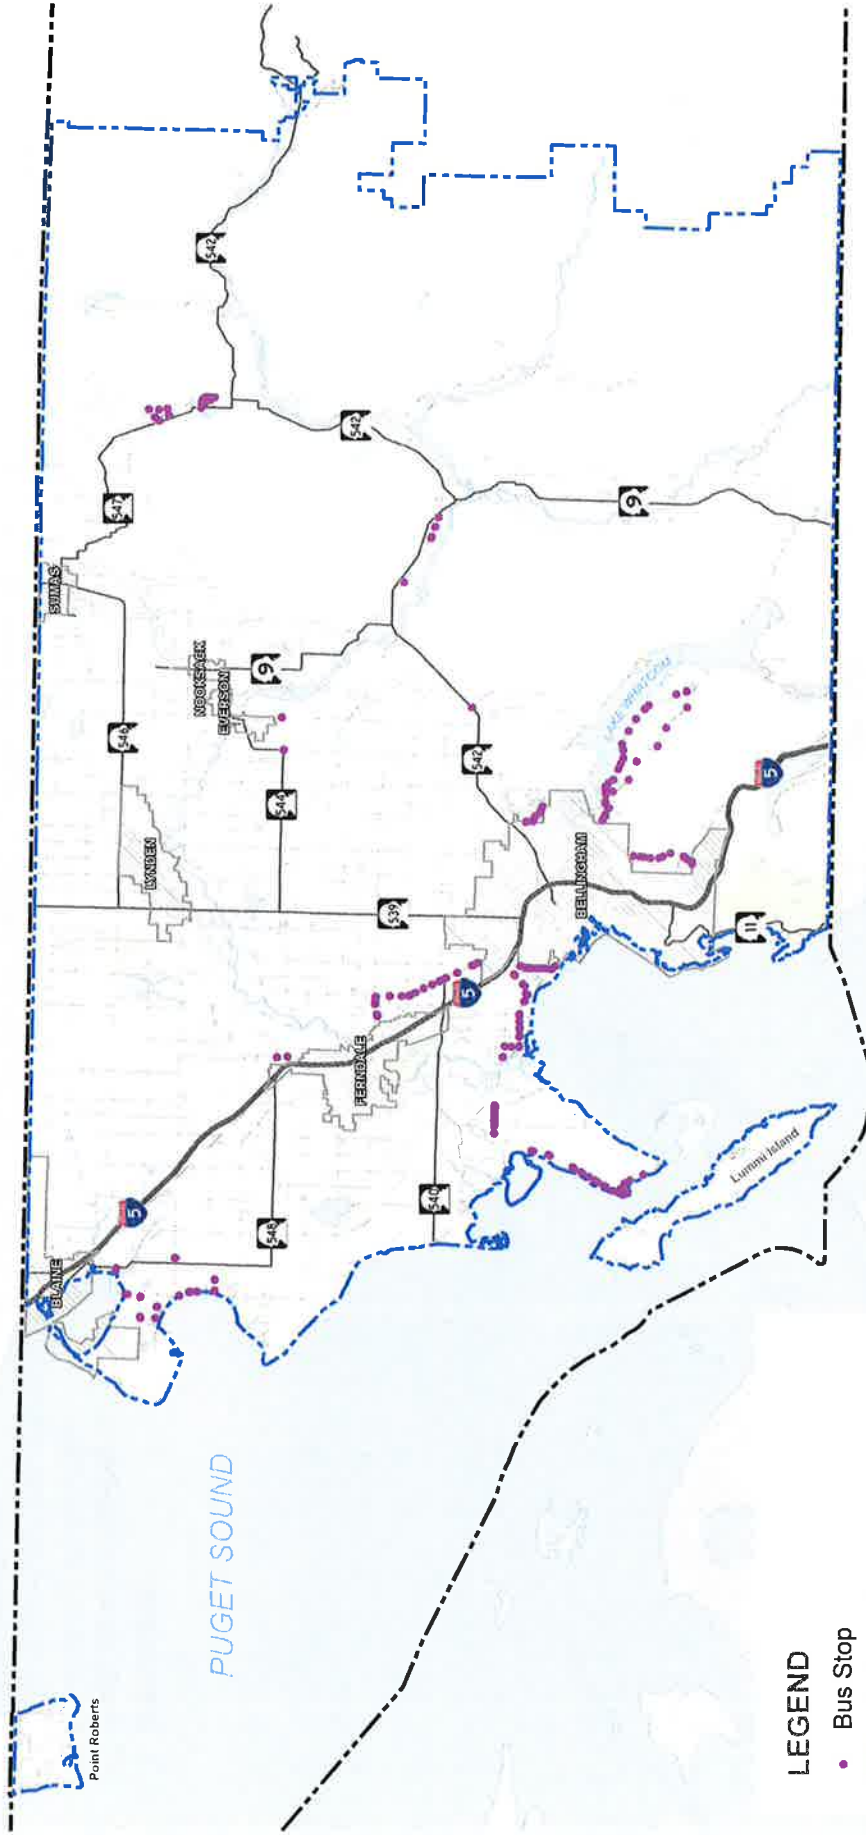 Point Roberts
PUGET SOUND
BLAINE
5
548
540
FERNDALE
5
539
LYNDEN
546
544
EVERSON
NOOKSACK
9
SUMAS
547
542
542
542
9
BELLINGHAM
LAKE WHATCOM
5
11
Lummi Island
LEGEND
Bus Stop